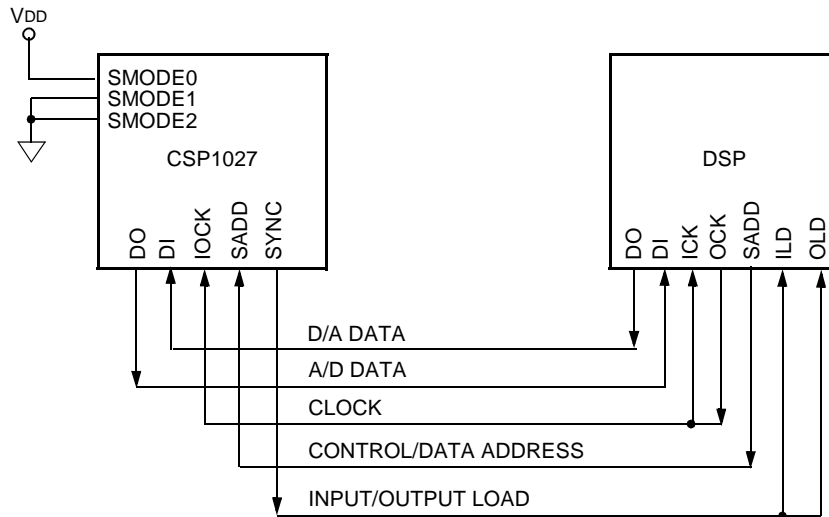 VDD
SMODE0
SMODE1
SMODE2
CSP1027
DSP
DO
DI
IOCK
SADD
SYNC
DO
DI
ICK
OCK
SADD
ILD
OLD
D/A DATA
A/D DATA
CLOCK
CONTROL/DATA ADDRESS
INPUT/OUTPUT LOAD